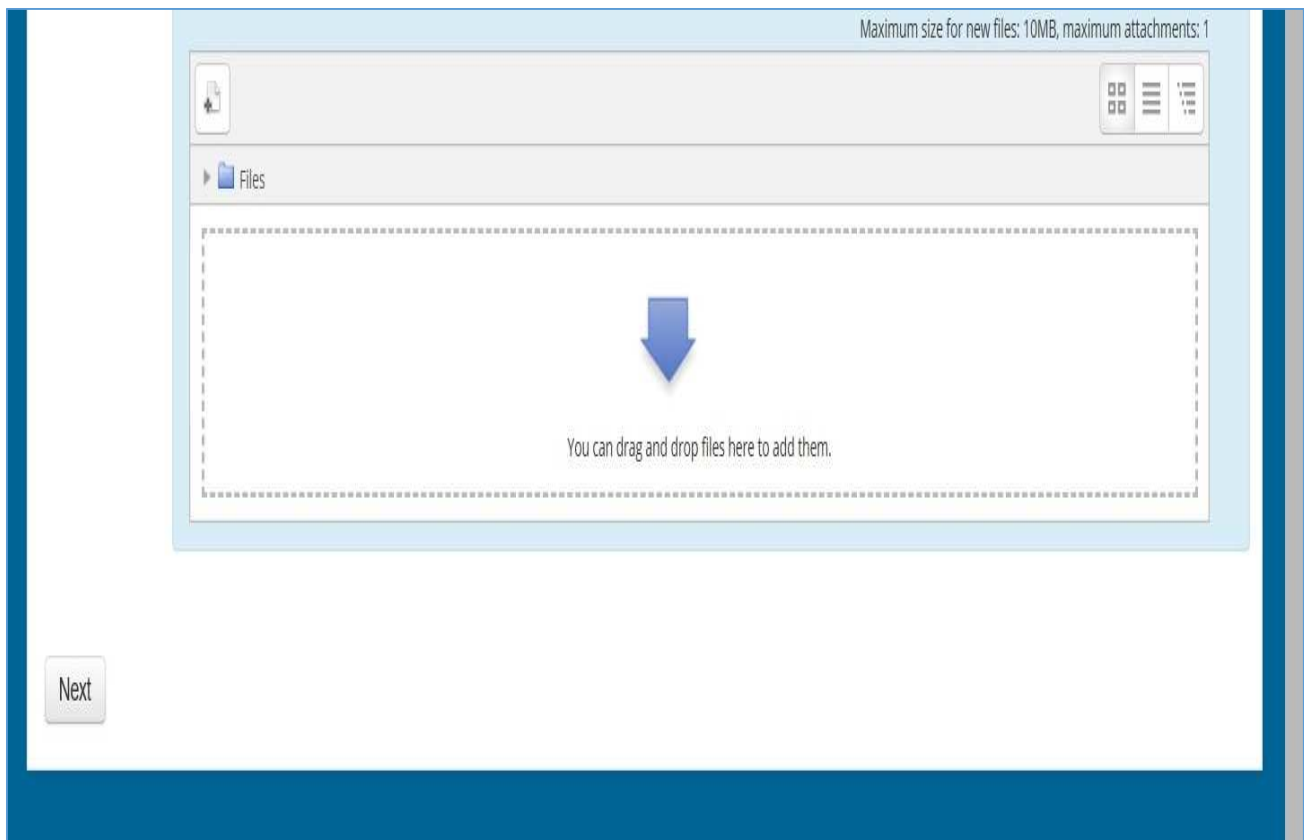 Maximum size for new files: 10MB, maximum attachments: 1
Files
You can drag and drop files here to add them.
Next